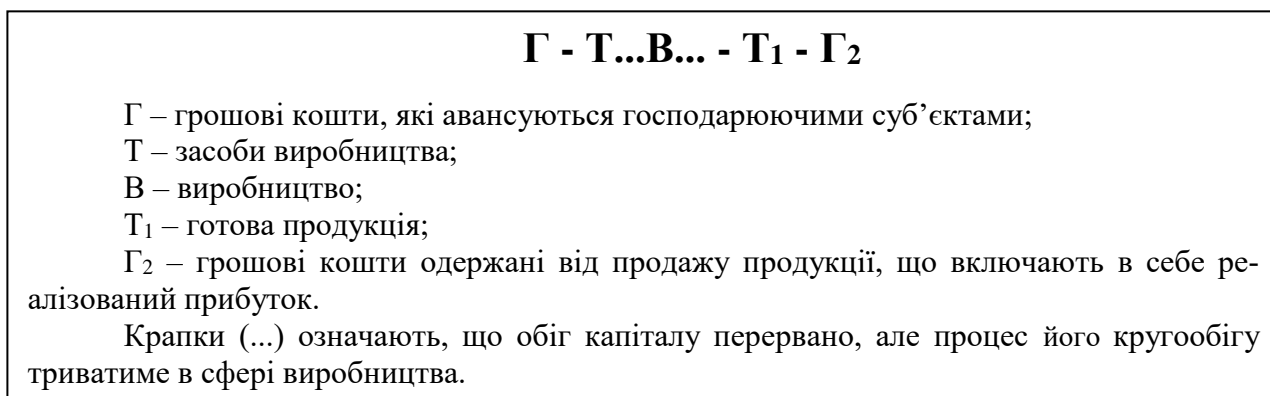 Г - Т...В... - Т₁ - Г₂
Г – грошові кошти, які авансуються господарюючими суб’єктами;
Т – засоби виробництва;
В – виробництво;
Т₁ – готова продукція;
Г₂ – грошові кошти одержані від продажу продукції, що включають в себе ре-
алізований прибуток.
Крапки (...) означають, що обіг капіталу перервано, але процес його кругообігу
триватиме в сфері виробництва.